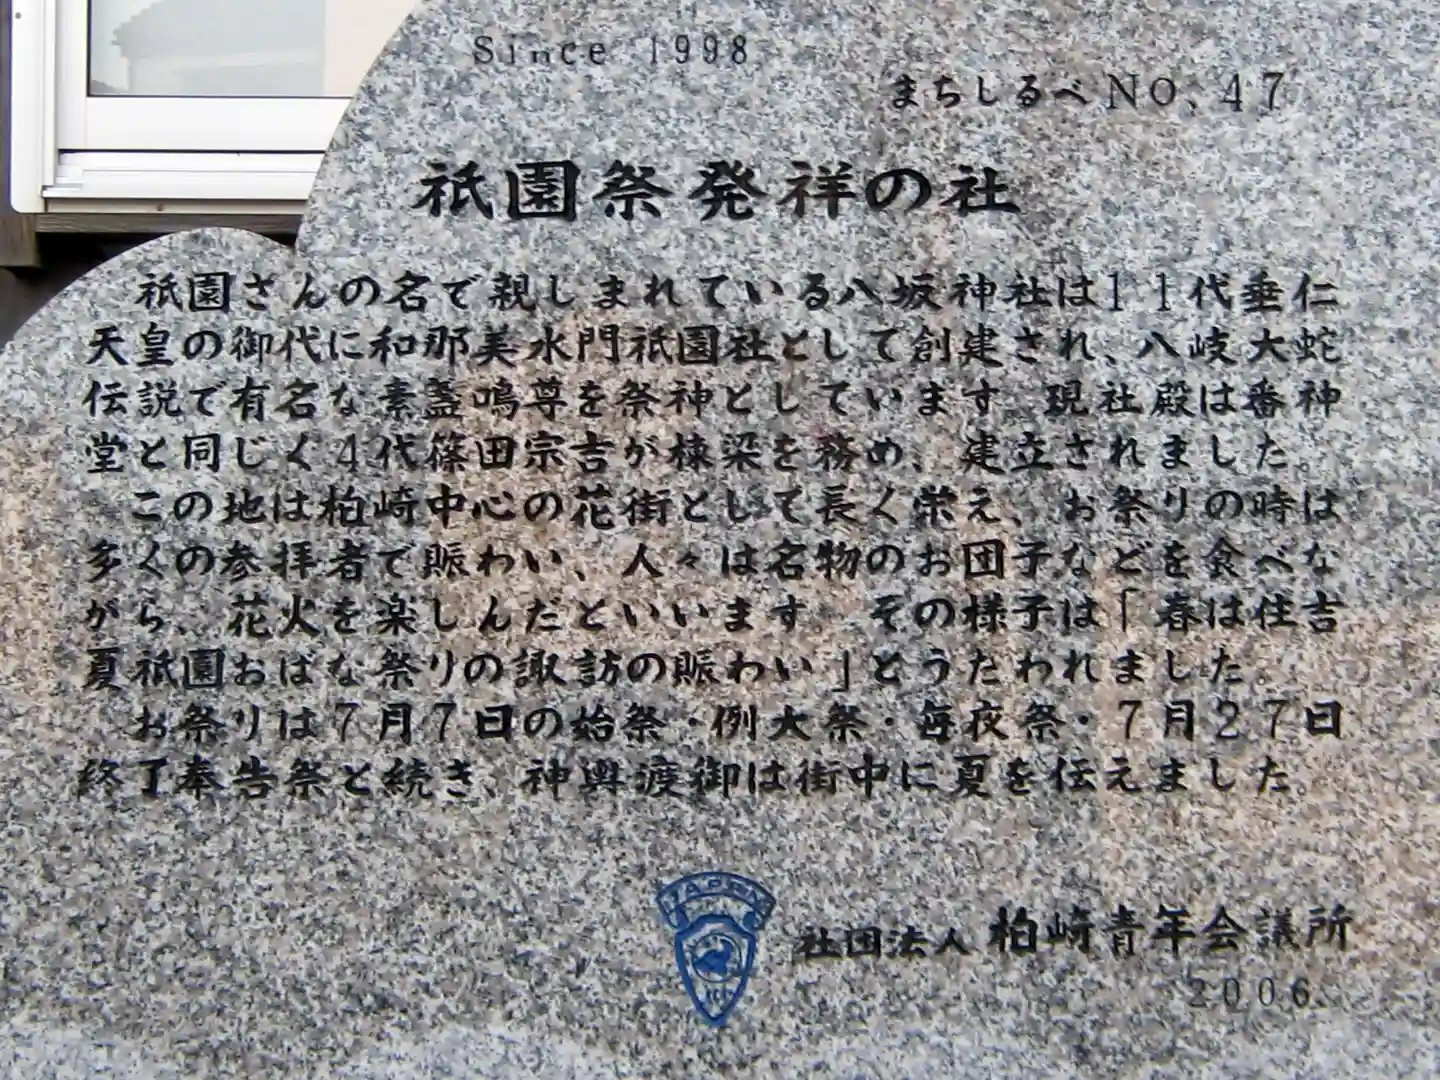 Since 1998
まちしるべNO.47
祇園祭発祥の社
祇園さんの名で親しまれている八坂神社は11代垂仁
天皇の御代に和那美水門祇園社として創建され、八岐大蛇
伝説で有名な素盞鳴尊を祭神としています。現社殿は番神
堂と同じく4代篠田宗吉が棟梁を務め、建立されました。
この地は柏崎中心の花街として長く栄え、お祭りの時は
多くの参拝者で賑わい、人々は名物のお団子などを食べな
がら、花火を楽しんだといいます。その様子は「春は住吉
夏祇園おばな祭りの諏訪の賑わい」とうたわれました。
お祭りは7月7日の始祭・例大祭・毎夜祭・7月27日
終了奉告祭と続き、神輿渡御は街中に夏を伝えました。
JAPAN
社団法人 柏崎青年会議所
2006.